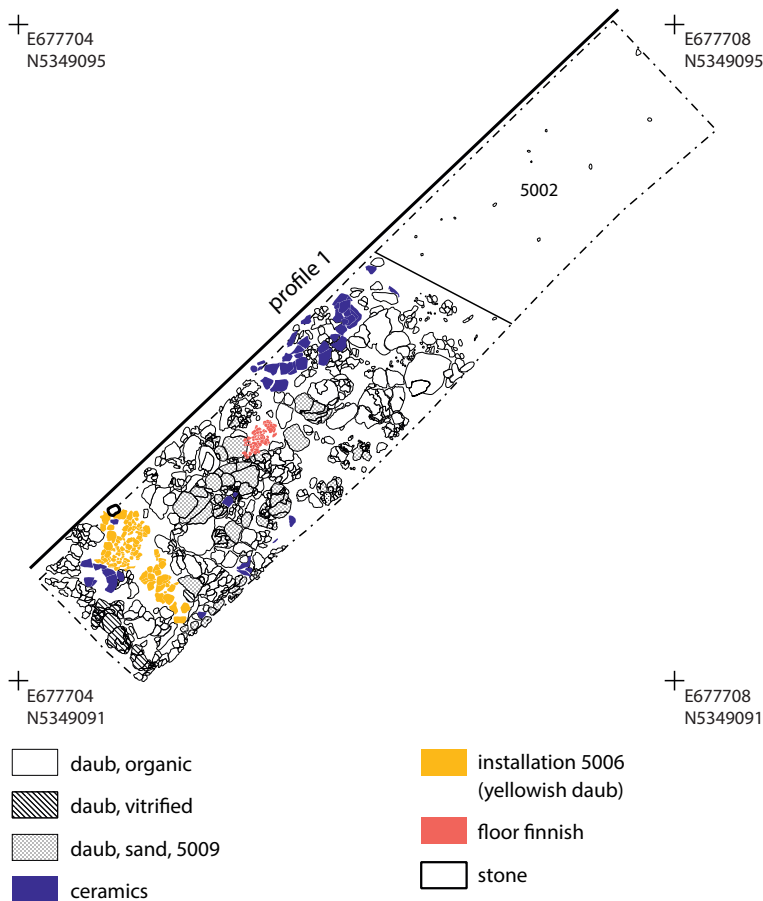 E677704
N5349095
E677708
N5349095
5002
profile 1
E677704
N5349091
E677708
N5349091
daub, organic
daub, vitrified
daub, sand, 5009
ceramics
installation 5006
(yellowish daub)
floor finnish
stone